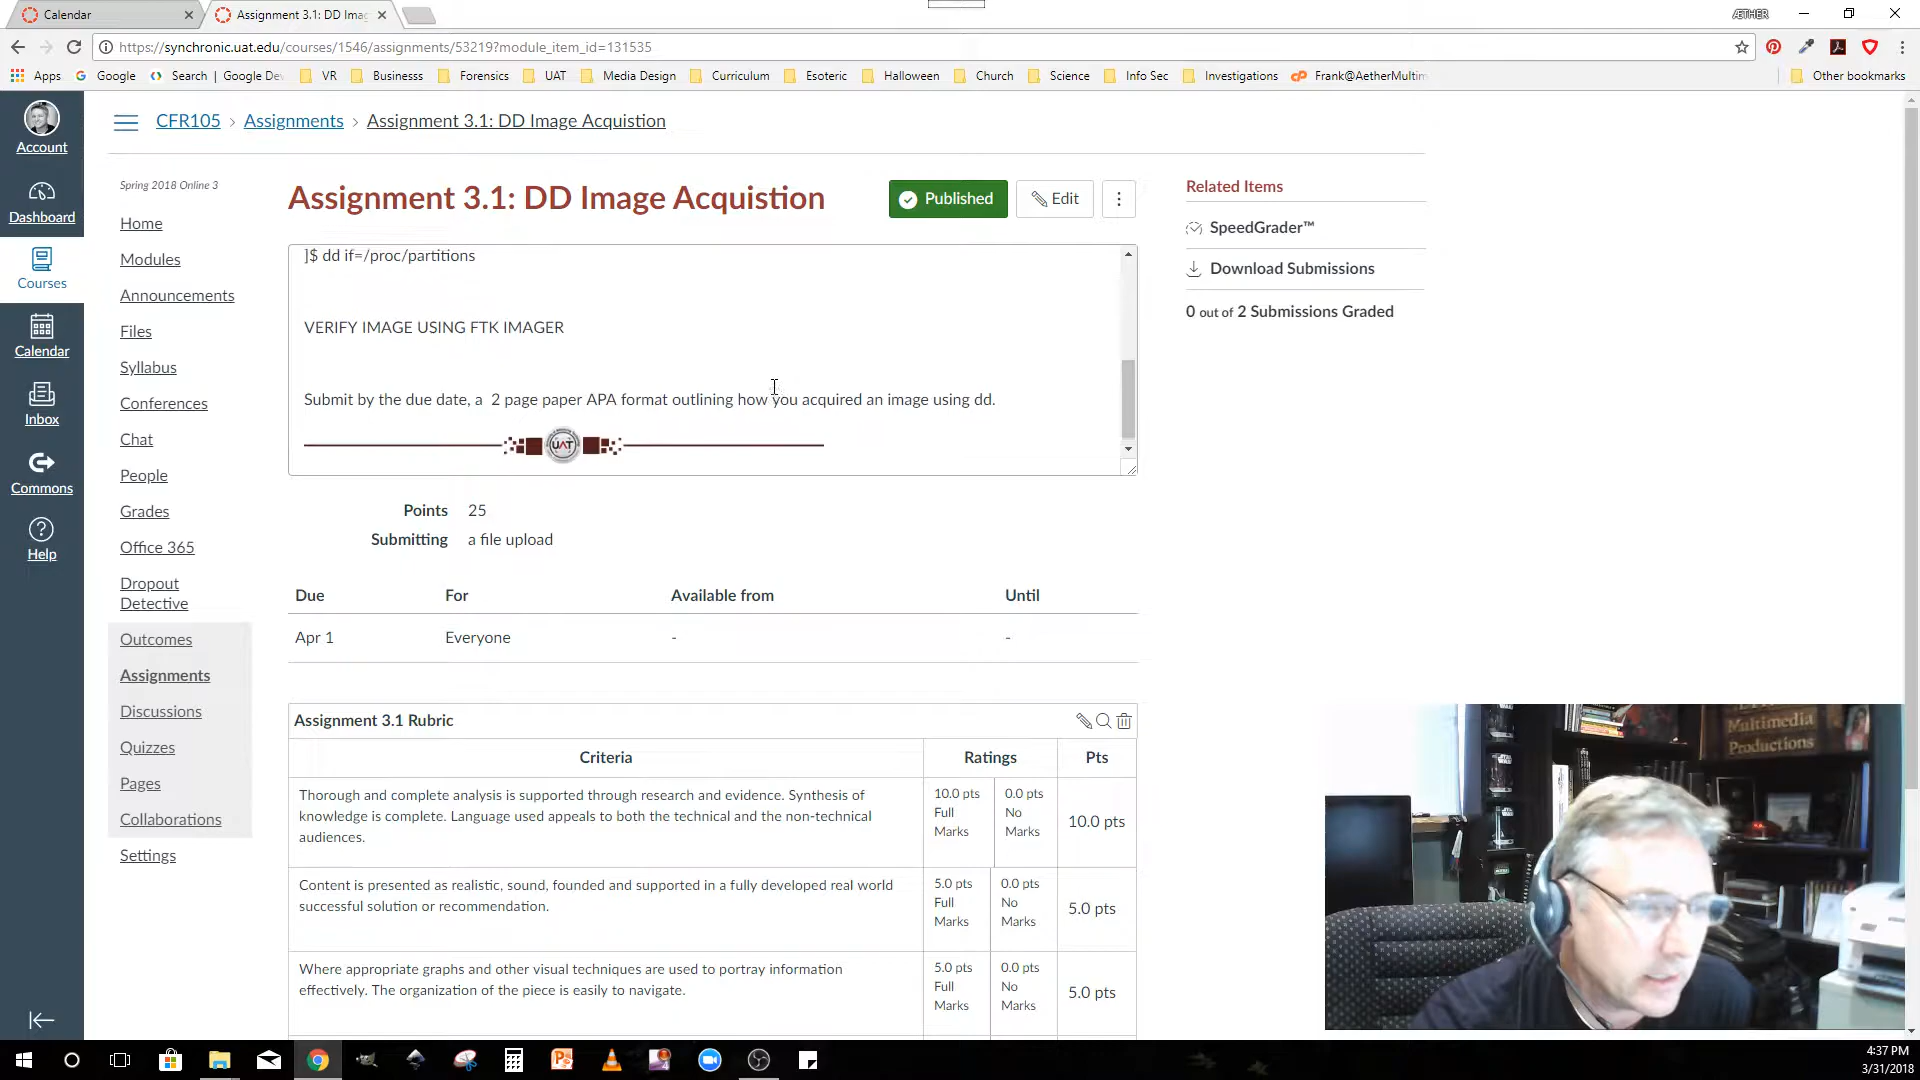 Calendar
Assignment 3.1: DD Imag
ÆTHER
https://synchronic.uat.edu/courses/1546/assignments/53219?module_item_id=131535
Apps
Google
Search | Google De
VR
Businesss
Forensics
UAT
Media Design
Curriculum
Esoteric
Halloween
Church
Science
Info Sec
Investigations
Frank@AetherMultim
Other bookmarks
Account
Dashboard
Courses
Calendar
Inbox
Commons
Help
CFR105 > Assignments > Assignment 3.1: DD Image Acquistion
Spring 2018 Online 3
Home
Modules
Announcements
Files
Syllabus
Conferences
Chat
People
Grades
Office 365
Dropout
Detective
Outcomes
Assignments
Discussions
Quizzes
Pages
Collaborations
Settings
Assignment 3.1: DD Image Acquistion
Published
Edit
]$ dd if=/proc/partitions
VERIFY IMAGE USING FTK IMAGER
Submit by the due date, a 2 page paper APA format outlining how you acquired an image using dd.
UAT
Points 25
Submitting a file upload
Due For Available from Until
Apr 1 Everyone - -
Assignment 3.1 Rubric
Criteria Ratings Pts
Thorough and complete analysis is supported through research and evidence. Synthesis of
knowledge is complete. Language used appeals to both the technical and the non-technical
audiences.
10.0 pts
Full
Marks
0.0 pts
No
Marks
10.0 pts
Content is presented as realistic, sound, founded and supported in a fully developed real world
successful solution or recommendation.
5.0 pts
Full
Marks
0.0 pts
No
Marks
5.0 pts
Where appropriate graphs and other visual techniques are used to portray information
effectively. The organization of the piece is easily to navigate.
5.0 pts
Full
Marks
0.0 pts
No
Marks
5.0 pts
Related Items
SpeedGrader™
Download Submissions
0 out of 2 Submissions Graded
Multimedia
Productions
4:37 PM
3/31/2018